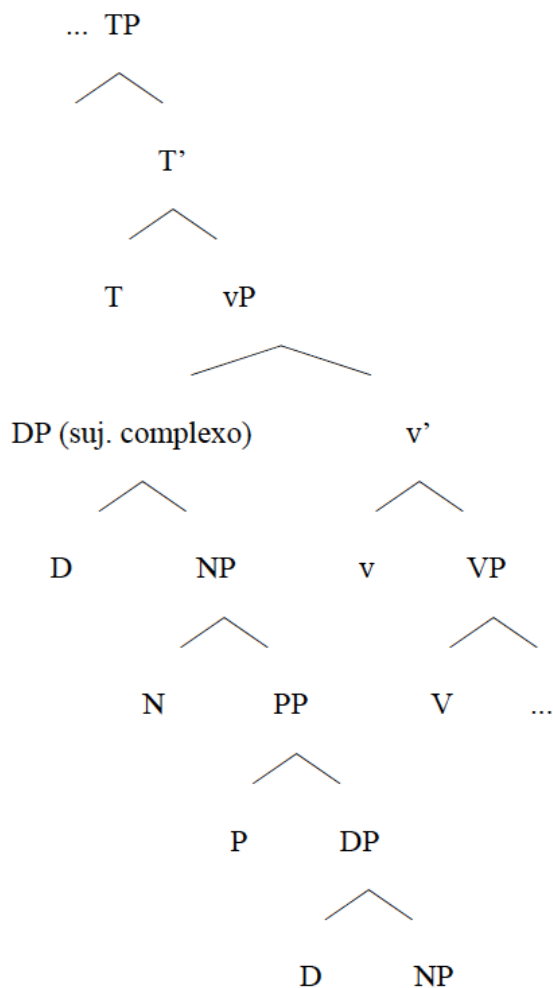 ... TP
T’
T vP
DP (suj. complexo) v’
D NP v VP
N PP V ...
P DP
D NP